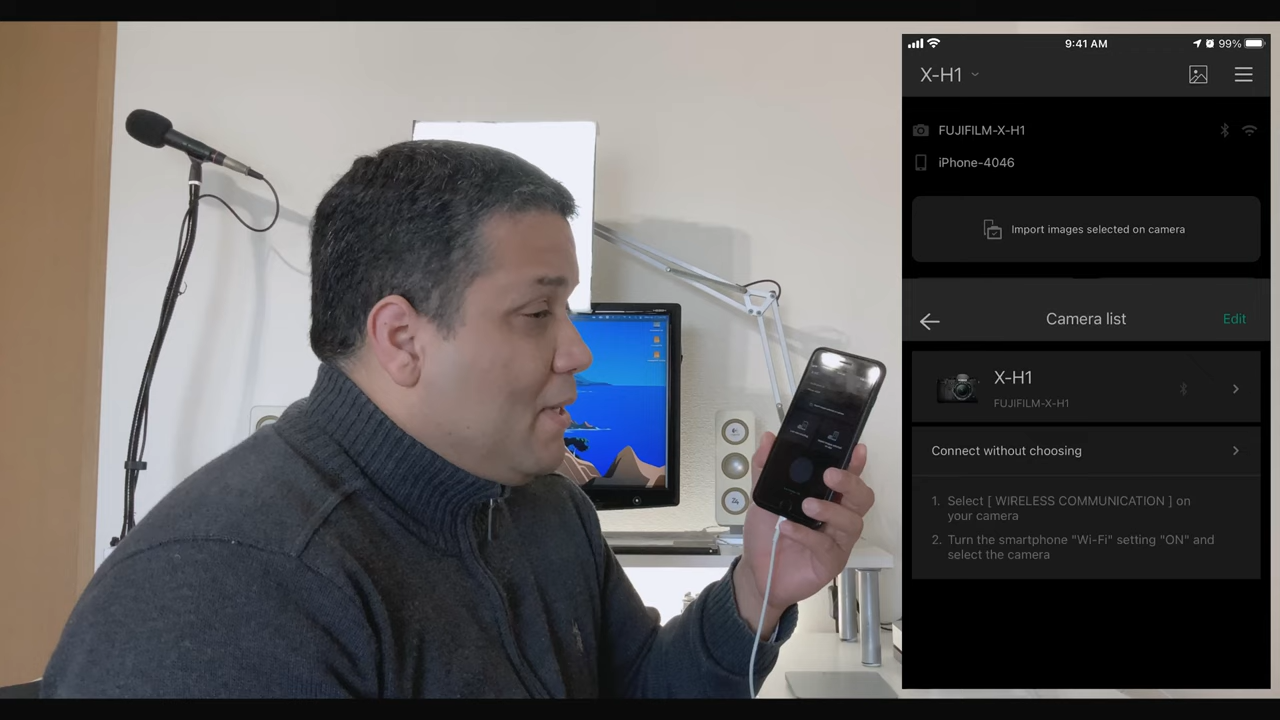 9:41 AM
99%
X-H1
FUJIFILM-X-H1
iPhone-4046
Import images selected on camera
Camera list
Edit
X-H1
FUJIFILM-X-H1
Connect without choosing
1. Select [ WIRELESS COMMUNICATION ] on
your camera
2. Turn the smartphone "Wi-Fi" setting "ON" and
select the camera